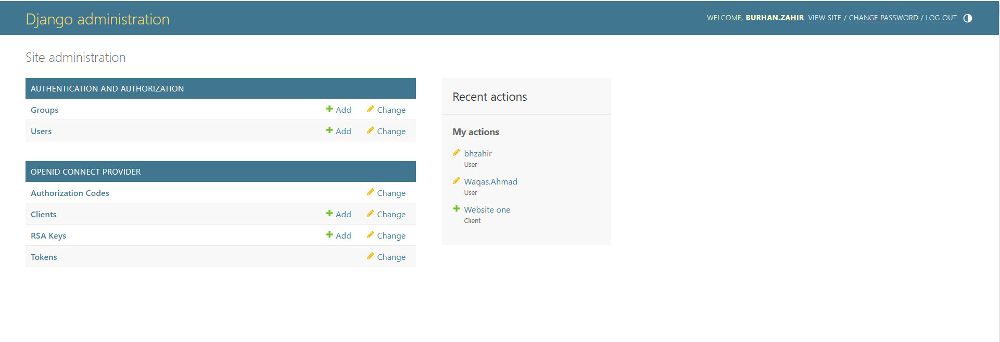 Django administration
WELCOME, BURHAN.ZAHIR. VIEW SITE / CHANGE PASSWORD / LOG OUT
Site administration
AUTHENTICATION AND AUTHORIZATION
Groups Add Change
Users Add Change
OPENID CONNECT PROVIDER
Authorization Codes Change
Clients Add Change
RSA Keys Add Change
Tokens Change
Recent actions
My actions
bhzahir
User
Waqas.Ahmad
User
Website one
Client